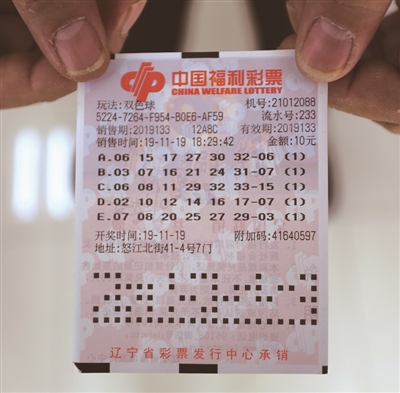 中国福利彩票
CHINA WELFARE LOTTERY
玩法:双色球 机号:21012088
5224-7264-F954-B0E6-AF59 流水号:233
销售期:2019133 12A8C 有效期:2019133
销售时间:19-11-19 18:29:42 金额:10元
A.06 15 17 27 30 32-06 (1)
B.03 07 16 21 24 31-07 (1)
C.06 08 11 29 32 33-15 (1)
D.02 10 12 14 16 17-07 (1)
E.07 08 20 25 27 29-03 (1)
开奖时间:19-11-19 附加码:41640597
地址:怒江北街41-4号7门
辽宁省彩票发行中心承销